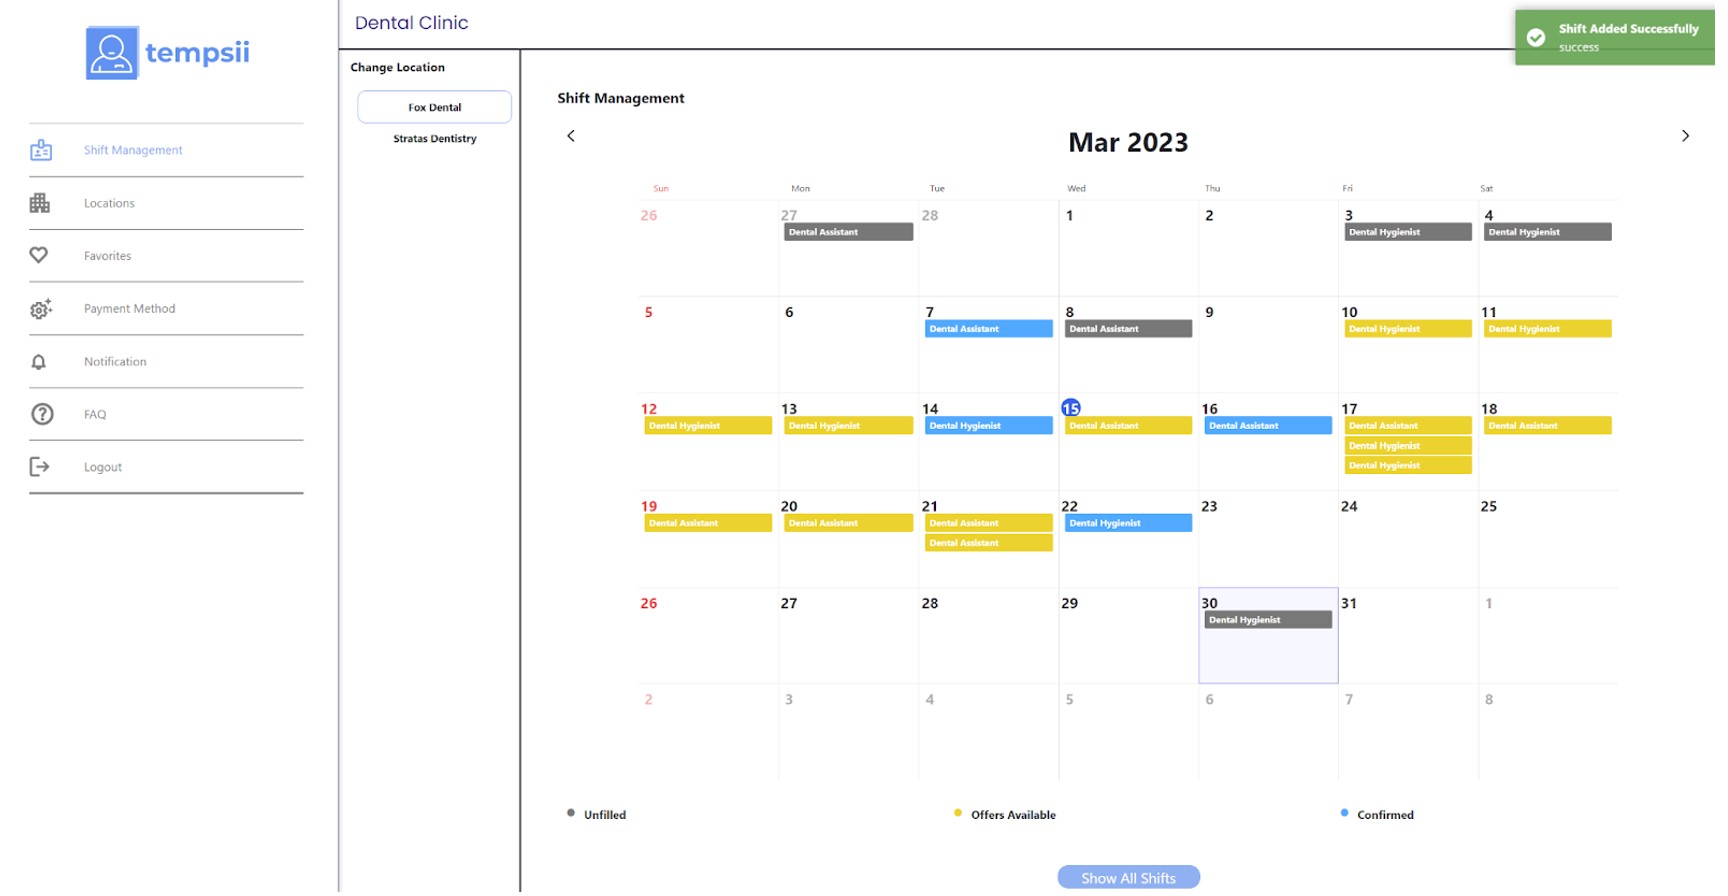 tempsii
Shift Management
Locations
Favorites
Payment Method
Notification
FAQ
Logout
Dental Clinic
Shift Added Successfully
success
Change Location
Fox Dental
Stratas Dentistry
Shift Management
Mar 2023
Sun Mon Tue Wed Thu Fri Sat
26 27 28 1 2 3 4
Dental Assistant Dental Hygienist Dental Hygienist
5 6 7 8 9 10 11
Dental Assistant Dental Assistant Dental Hygienist Dental Hygienist
12 13 14 15 16 17 18
Dental Hygienist Dental Hygienist Dental Hygienist Dental Assistant Dental Assistant Dental Assistant Dental Assistant
Dental Hygienist
Dental Hygienist
19 20 21 22 23 24 25
Dental Assistant Dental Assistant Dental Assistant Dental Hygienist
Dental Assistant
26 27 28 29 30 31 1
Dental Hygienist
2 3 4 5 6 7 8
Unfilled Offers Available Confirmed
Show All Shifts